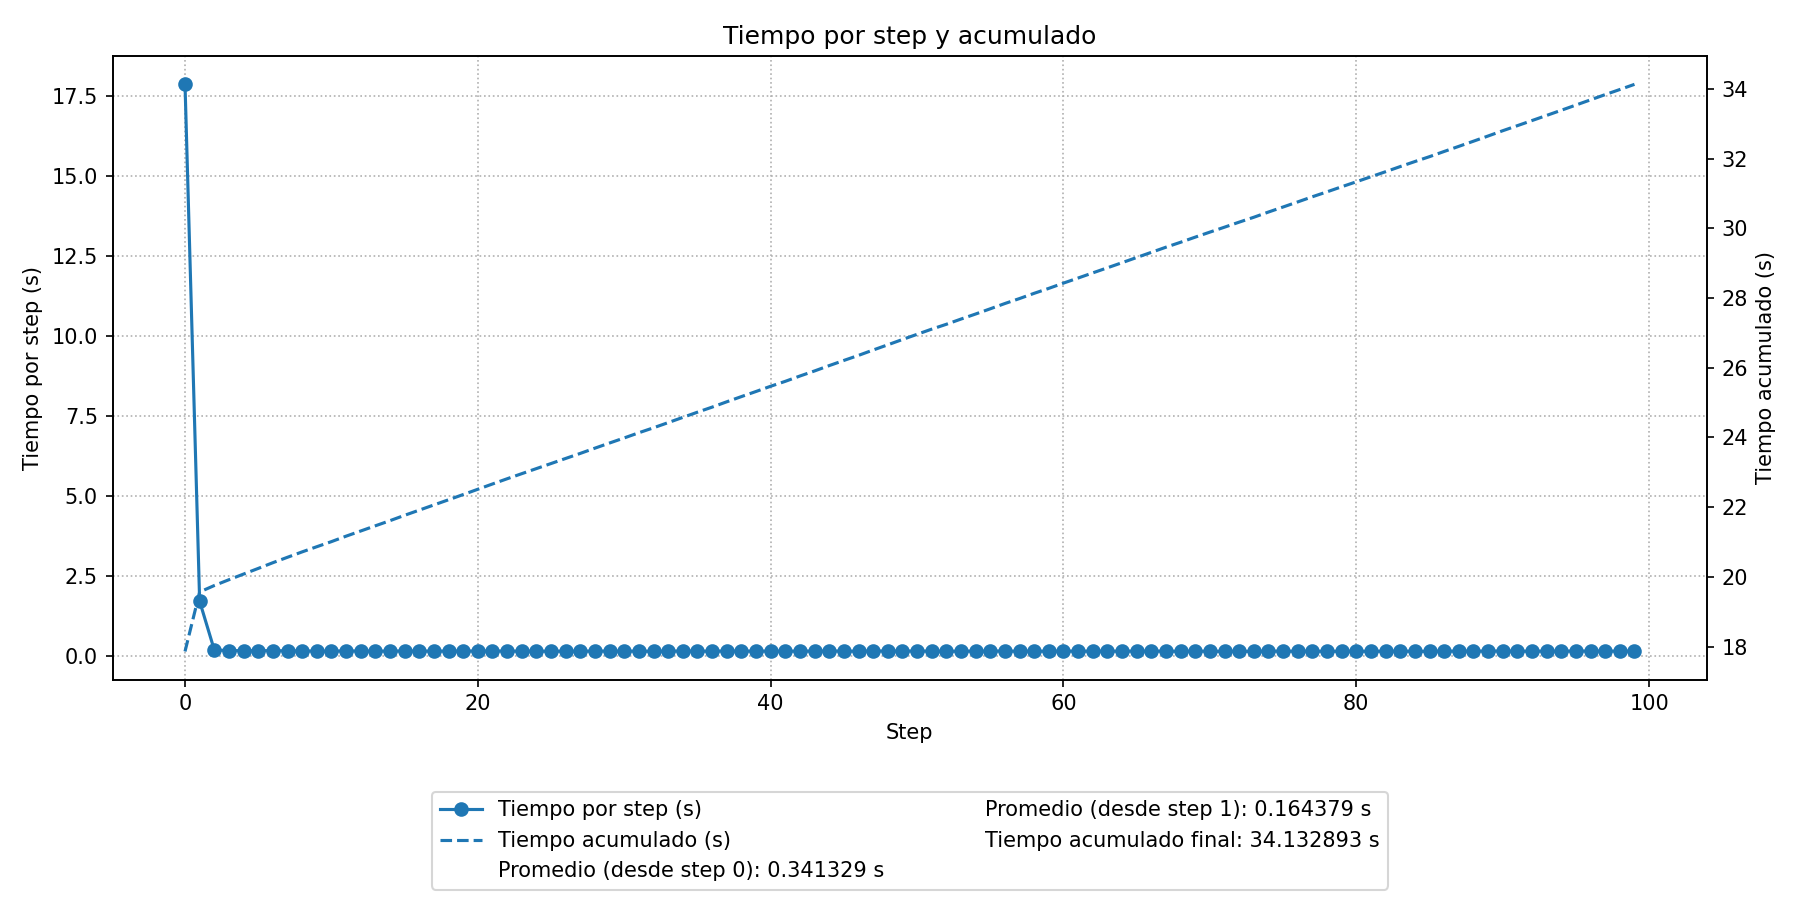 Tiempo por step y acumulado
Tiempo por step (s)
17.5
15.0
12.5
10.0
7.5
5.0
2.5
0.0
34
32
30
28
26
24
22
20
18
Tiempo acumulado (s)
0
20
40
60
80
100
Step
Tiempo por step (s)
Tiempo acumulado (s)
Promedio (desde step 0): 0.341329 s
Promedio (desde step 1): 0.164379 s
Tiempo acumulado final: 34.132893 s